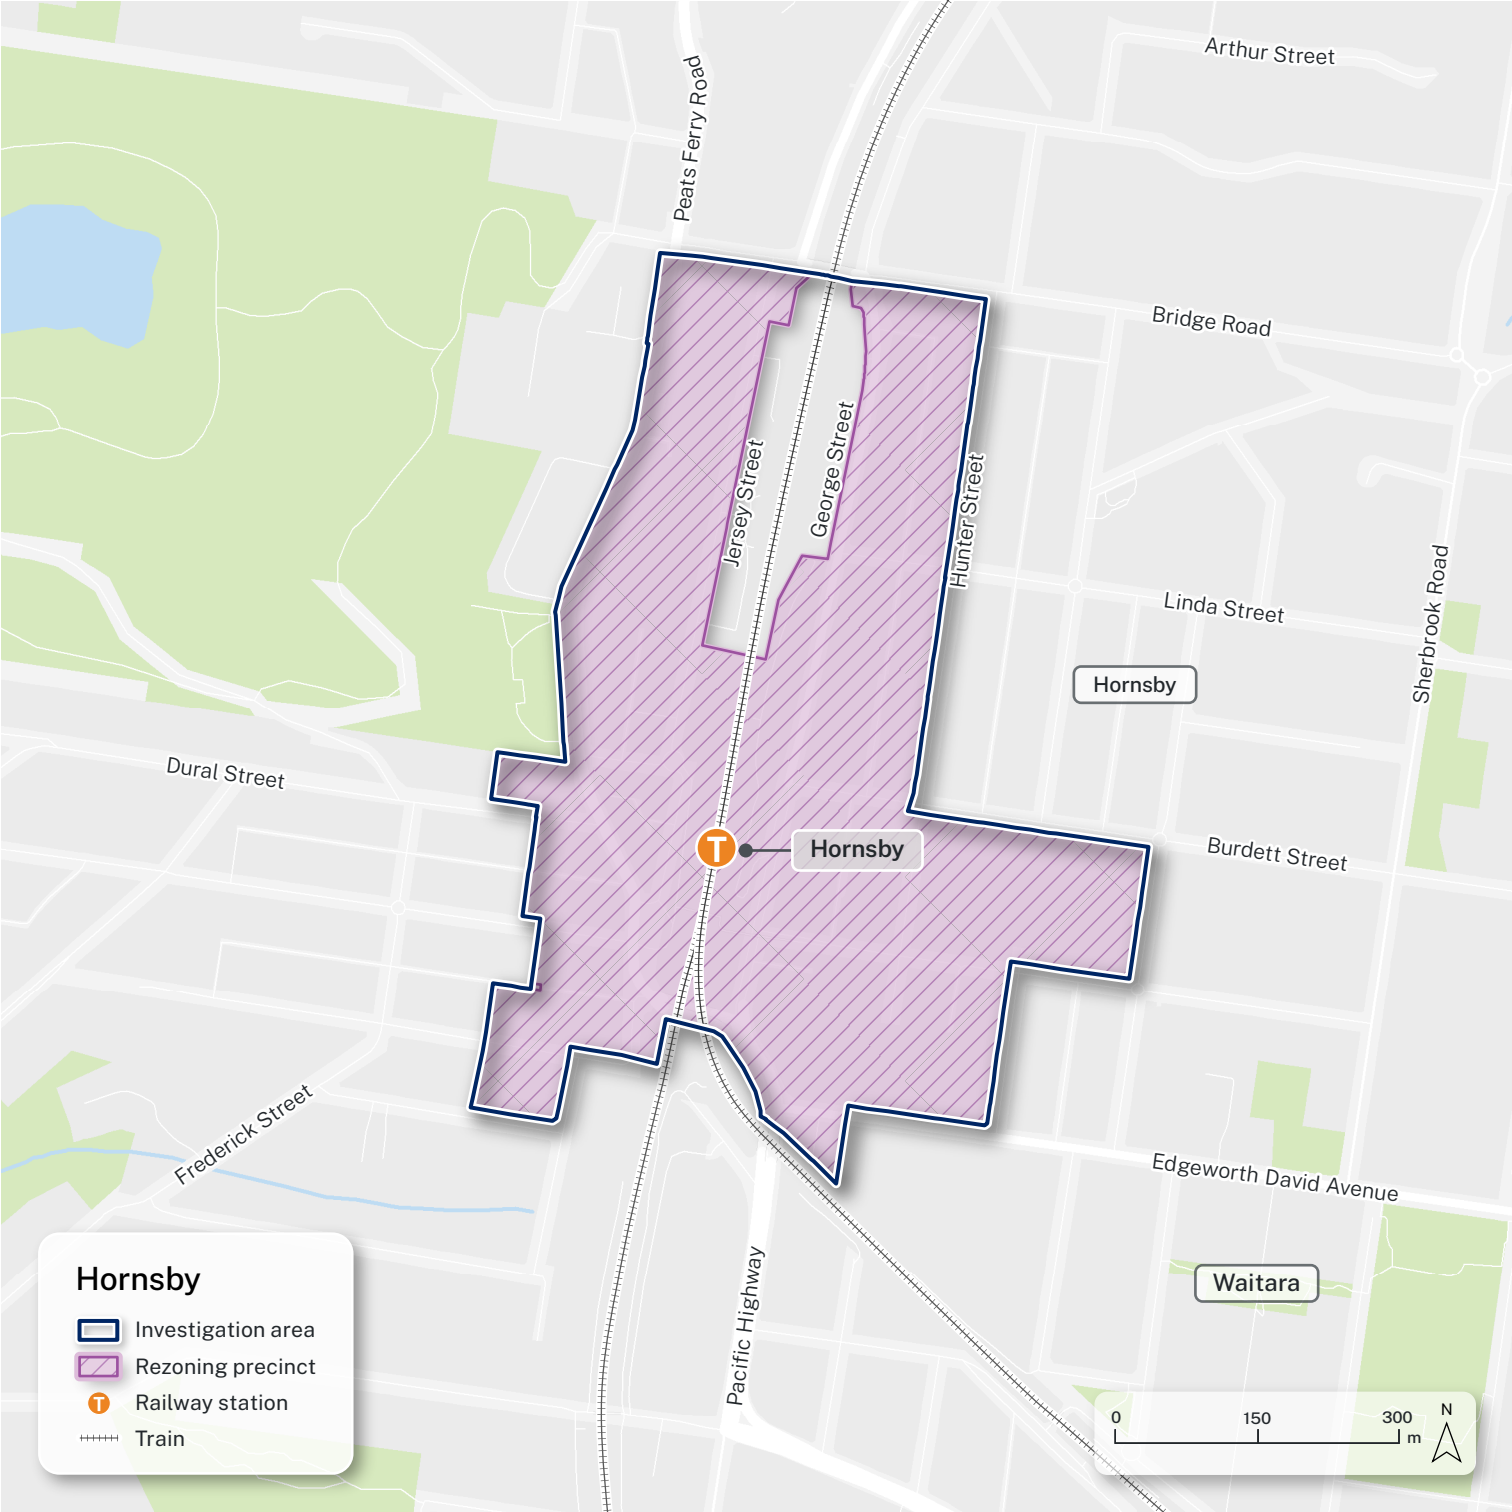 Arthur Street
Peats Ferry Road
Bridge Road
Jersey Street
George Street
Hunter Street
Linda Street
Sherbrook Road
Hornsby
Dural Street
T
Hornsby
Burdett Street
Frederick Street
Edgeworth David Avenue
Waitara
Pacific Highway
Hornsby
Investigation area
Rezoning precinct
T Railway station
Train
0 150 300
m
N